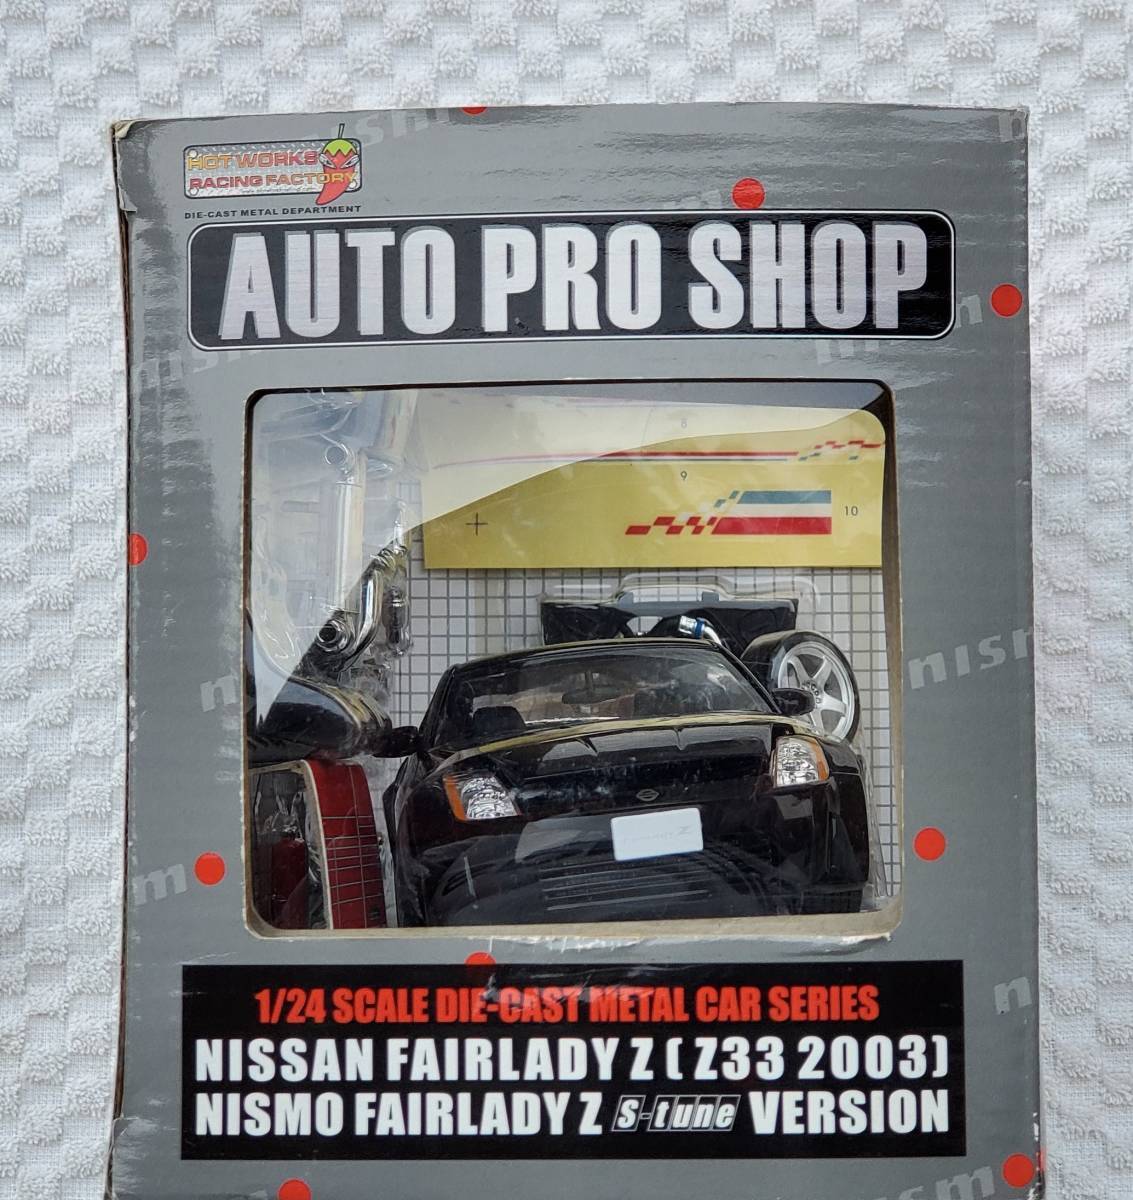 HOT WORKS
RACING FACTORY
DIE-CAST METAL DEPARTMENT
AUTO PRO SHOP
8
9
10
1/24 SCALE DIE-CAST METAL CAR SERIES
NISSAN FAIRLADY Z (Z33 2003)
NISMO FAIRLADY Z S-tune VERSION